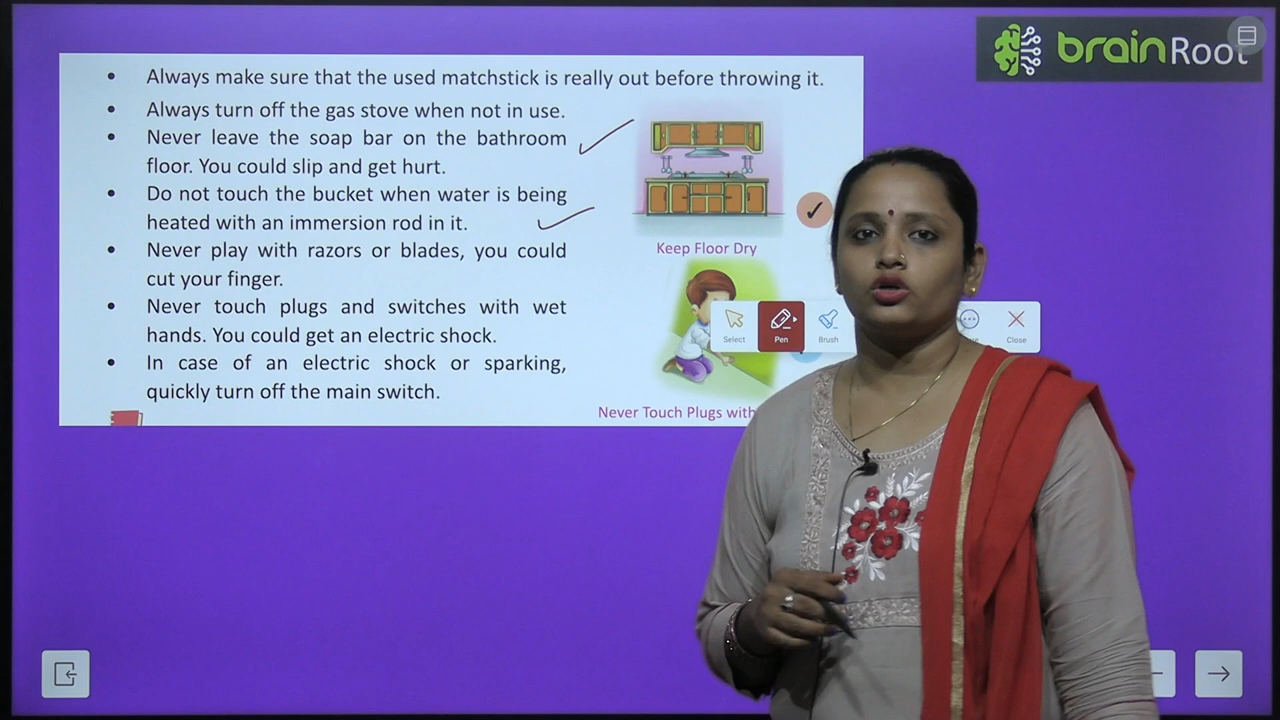 brainRoot
• Always make sure that the used matchstick is really out before throwing it.
• Always turn off the gas stove when not in use.
• Never leave the soap bar on the bathroom
floor. You could slip and get hurt.
• Do not touch the bucket when water is being
heated with an immersion rod in it.
• Never play with razors or blades, you could
cut your finger.
• Never touch plugs and switches with wet
hands. You could get an electric shock.
• In case of an electric shock or sparking,
quickly turn off the main switch.
Keep Floor Dry
Select
Pen
Brush
Close
Never Touch Plugs with